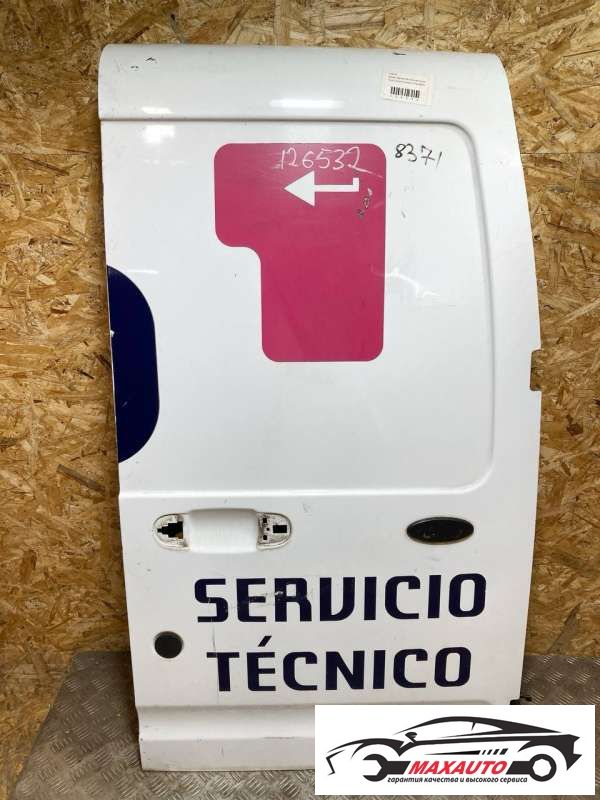 126532
8371
SERVICIO
TÉCNICO
MAXAUTO
гарантия качества и высокого сервиса